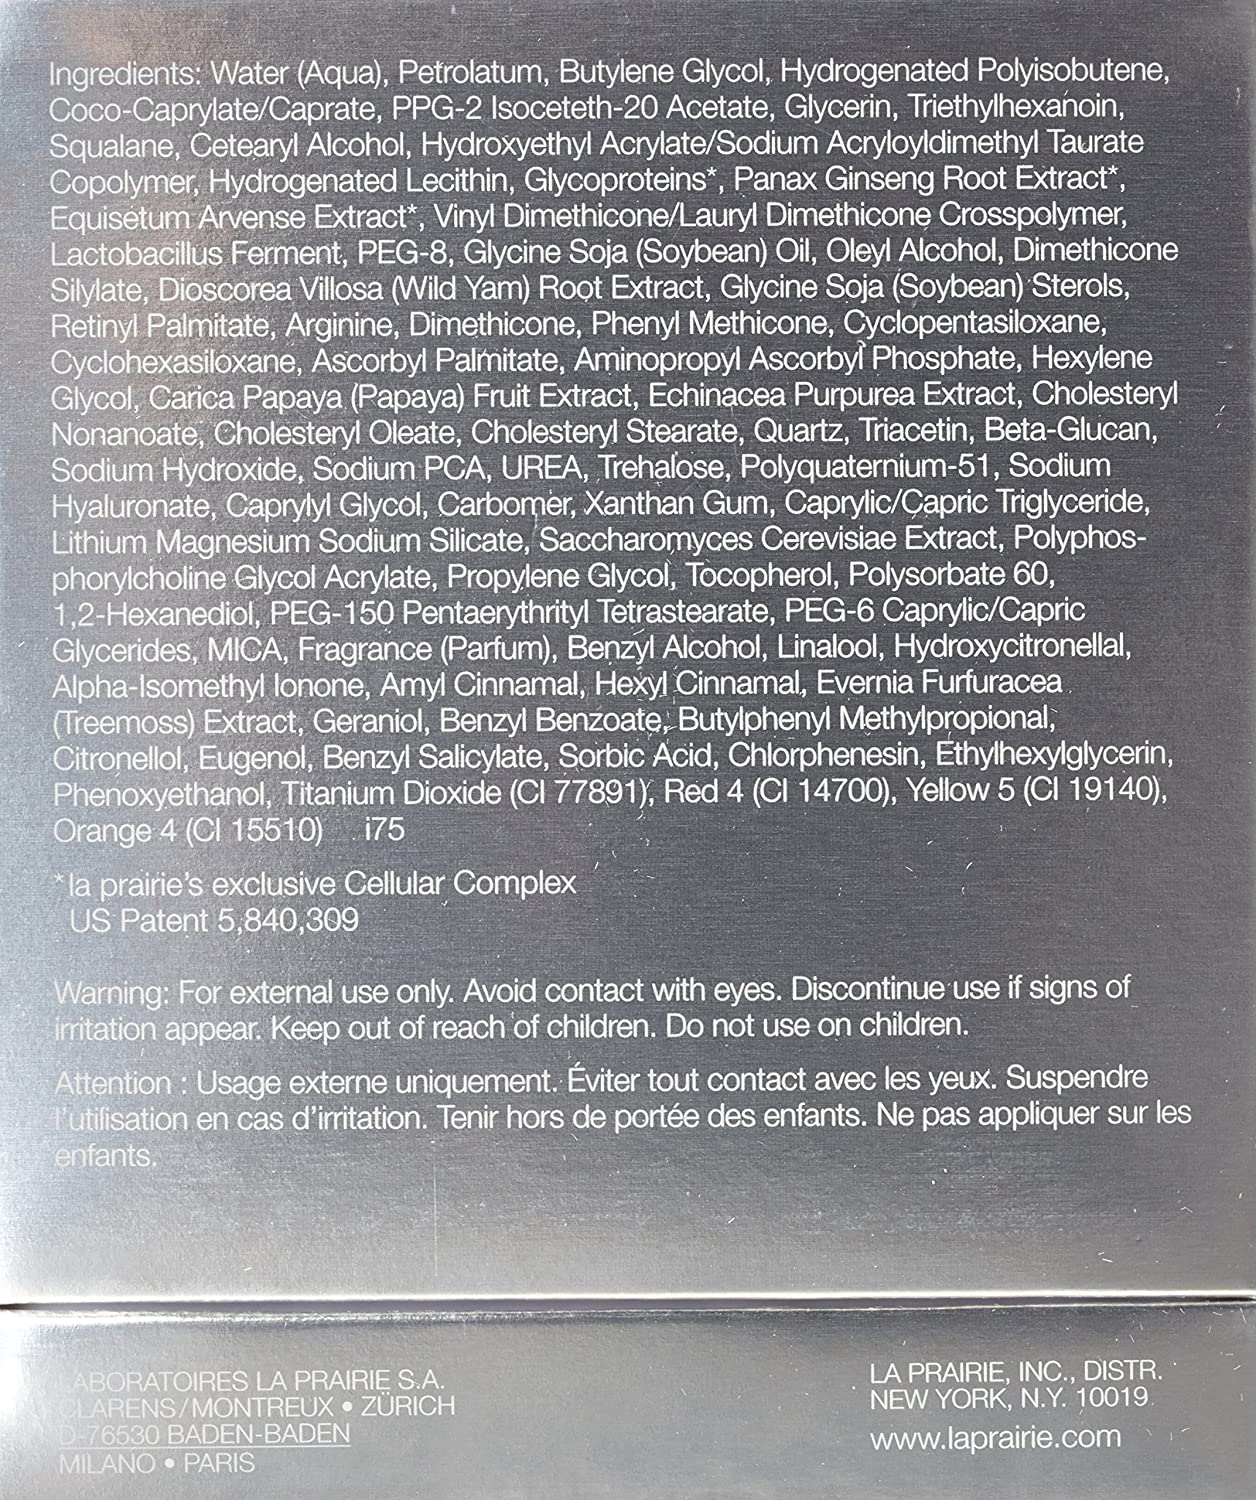 Ingredients: Water (Aqua), Petrolatum, Butylene Glycol, Hydrogenated Polyisobutene,
Coco-Caprylate/Caprate, PPG-2 Isoceteth-20 Acetate, Glycerin, Triethylhexanoin,
Squalane, Cetearyl Alcohol, Hydroxyethyl Acrylate/Sodium Acryloyldimethyl Taurate
Copolymer, Hydrogenated Lecithin, Glycoproteins*, Panax Ginseng Root Extract*,
Equisetum Arvense Extract*, Vinyl Dimethicone/Lauryl Dimethicone Crosspolymer,
Lactobacillus Ferment, PEG-8, Glycine Soja (Soybean) Oil, Oleyl Alcohol, Dimethicone
Silylate, Dioscorea Villosa (Wild Yam) Root Extract, Glycine Soja (Soybean) Sterols,
Retinyl Palmitate, Arginine, Dimethicone, Phenyl Methicone, Cyclopentasiloxane,
Cyclohexasiloxane, Ascorbyl Palmitate, Aminopropyl Ascorbyl Phosphate, Hexylene
Glycol, Carica Papaya (Papaya) Fruit Extract, Echinacea Purpurea Extract, Cholesteryl
Nonanoate, Cholesteryl Oleate, Cholesteryl Stearate, Quartz, Triacetin, Beta-Glucan,
Sodium Hydroxide, Sodium PCA, UREA, Trehalose, Polyquaternium-51, Sodium
Hyaluronate, Caprylyl Glycol, Carbomer, Xanthan Gum, Caprylic/Capric Triglyceride,
Lithium Magnesium Sodium Silicate, Saccharomyces Cerevisiae Extract, Polyphos-
phorylcholine Glycol Acrylate, Propylene Glycol, Tocopherol, Polysorbate 60,
1,2-Hexanediol, PEG-150 Pentaerythrityl Tetrastearate, PEG-6 Caprylic/Capric
Glycerides, MICA, Fragrance (Parfum), Benzyl Alcohol, Linalool, Hydroxycitronellal,
Alpha-Isomethyl Ionone, Amyl Cinnamal, Hexyl Cinnamal, Evernia Furfuracea
(Treemoss) Extract, Geraniol, Benzyl Benzoate, Butylphenyl Methylpropional,
Citronellol, Eugenol, Benzyl Salicylate, Sorbic Acid, Chlorphenesin, Ethylhexylglycerin,
Phenoxyethanol, Titanium Dioxide (CI 77891), Red 4 (CI 14700), Yellow 5 (CI 19140),
Orange 4 (CI 15510) i75
*la prairie's exclusive Cellular Complex
US Patent 5,840,309
Warning: For external use only. Avoid contact with eyes. Discontinue use if signs of
irritation appear. Keep out of reach of children. Do not use on children.
Attention : Usage externe uniquement. Éviter tout contact avec les yeux. Suspendre
l'utilisation en cas d'irritation. Tenir hors de portée des enfants. Ne pas appliquer sur les
enfants.
LABORATOIRES LA PRAIRIE S.A.
CLARENS/MONTREUX • ZÜRICH
D-76530 BADEN-BADEN
MILANO • PARIS
LA PRAIRIE, INC., DISTR.
NEW YORK, N.Y. 10019
www.laprairie.com